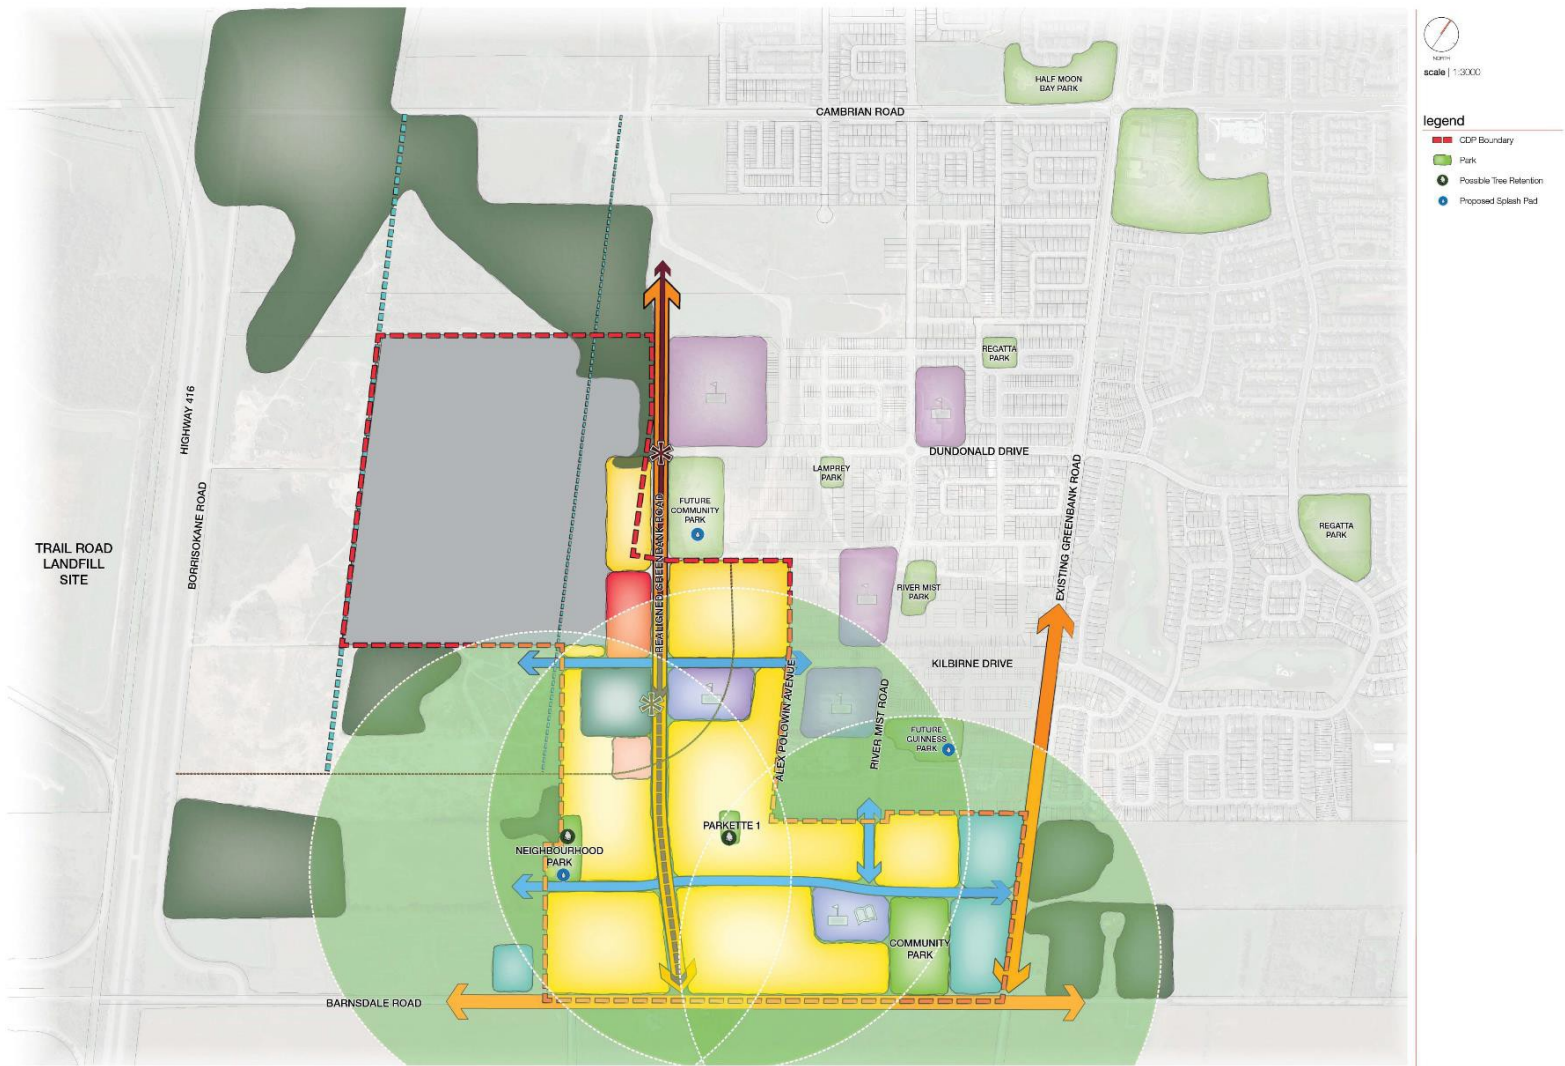 NORTH
scale | 1:3000
legend
CDP Boundary
Park
Possible Tree Retention
Proposed Splash Pad
HALF MOON
BAY PARK
CAMBRIAN ROAD
REGATTA
PARK
HIGHWAY 416
DUNDONALD DRIVE
LAMPREY
PARK
FUTURE
COMMUNITY
PARK
REALIGNED GREENBANK ROAD
EXISTING GREENBANK ROAD
REGATTA
PARK
BORRISOKANE ROAD
TRAIL ROAD
LANDFILL
SITE
RIVER MIST
PARK
KILBIRNE DRIVE
ALEX POLOWIN AVENUE
RIVER MIST ROAD
FUTURE
GUINNESS
PARK
PARKETTE 1
NEIGHBOURHOOD
PARK
COMMUNITY
PARK
BARNSDALE ROAD